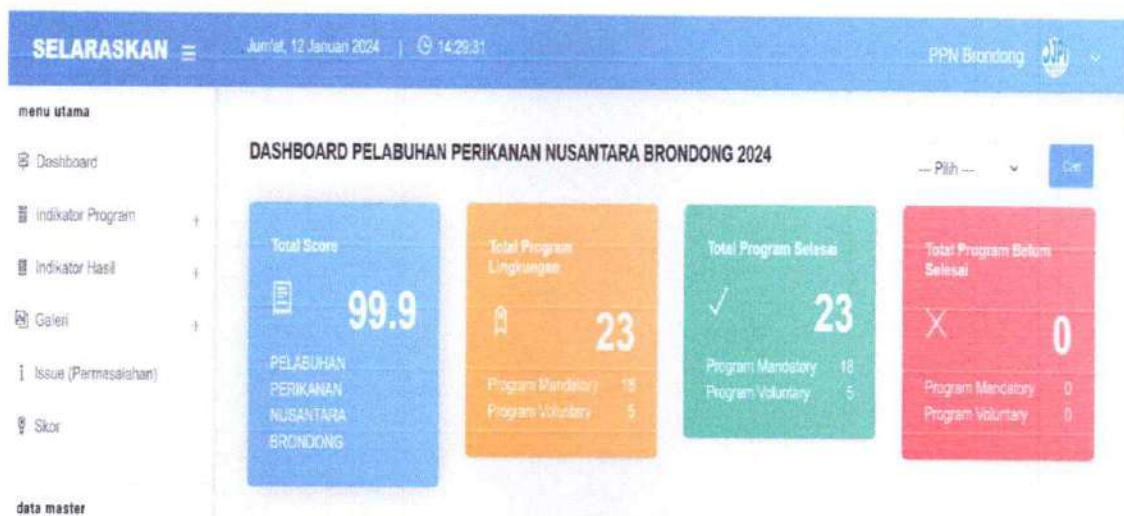 SELARASKAN
Jum'at, 12 Januari 2024 | 14:29:31
PPN Brondong
menu utama
Dashboard
Indikator Program +
Indikator Hasil +
Galeri +
Issue (Permasalahan)
Skor
data master
DASHBOARD PELABUHAN PERIKANAN NUSANTARA BRONDONG 2024
--- Pilih ---
Cari
Total Score
99.9
PELABUHAN
PERIKANAN
NUSANTARA
BRONDONG
Total Program
Lingkungan
23
Program Mandatory 18
Program Voluntary 5
Total Program Selesai
23
Program Mandatory 18
Program Voluntary 5
Total Program Belum
Selesai
0
Program Mandatory 0
Program Voluntary 0